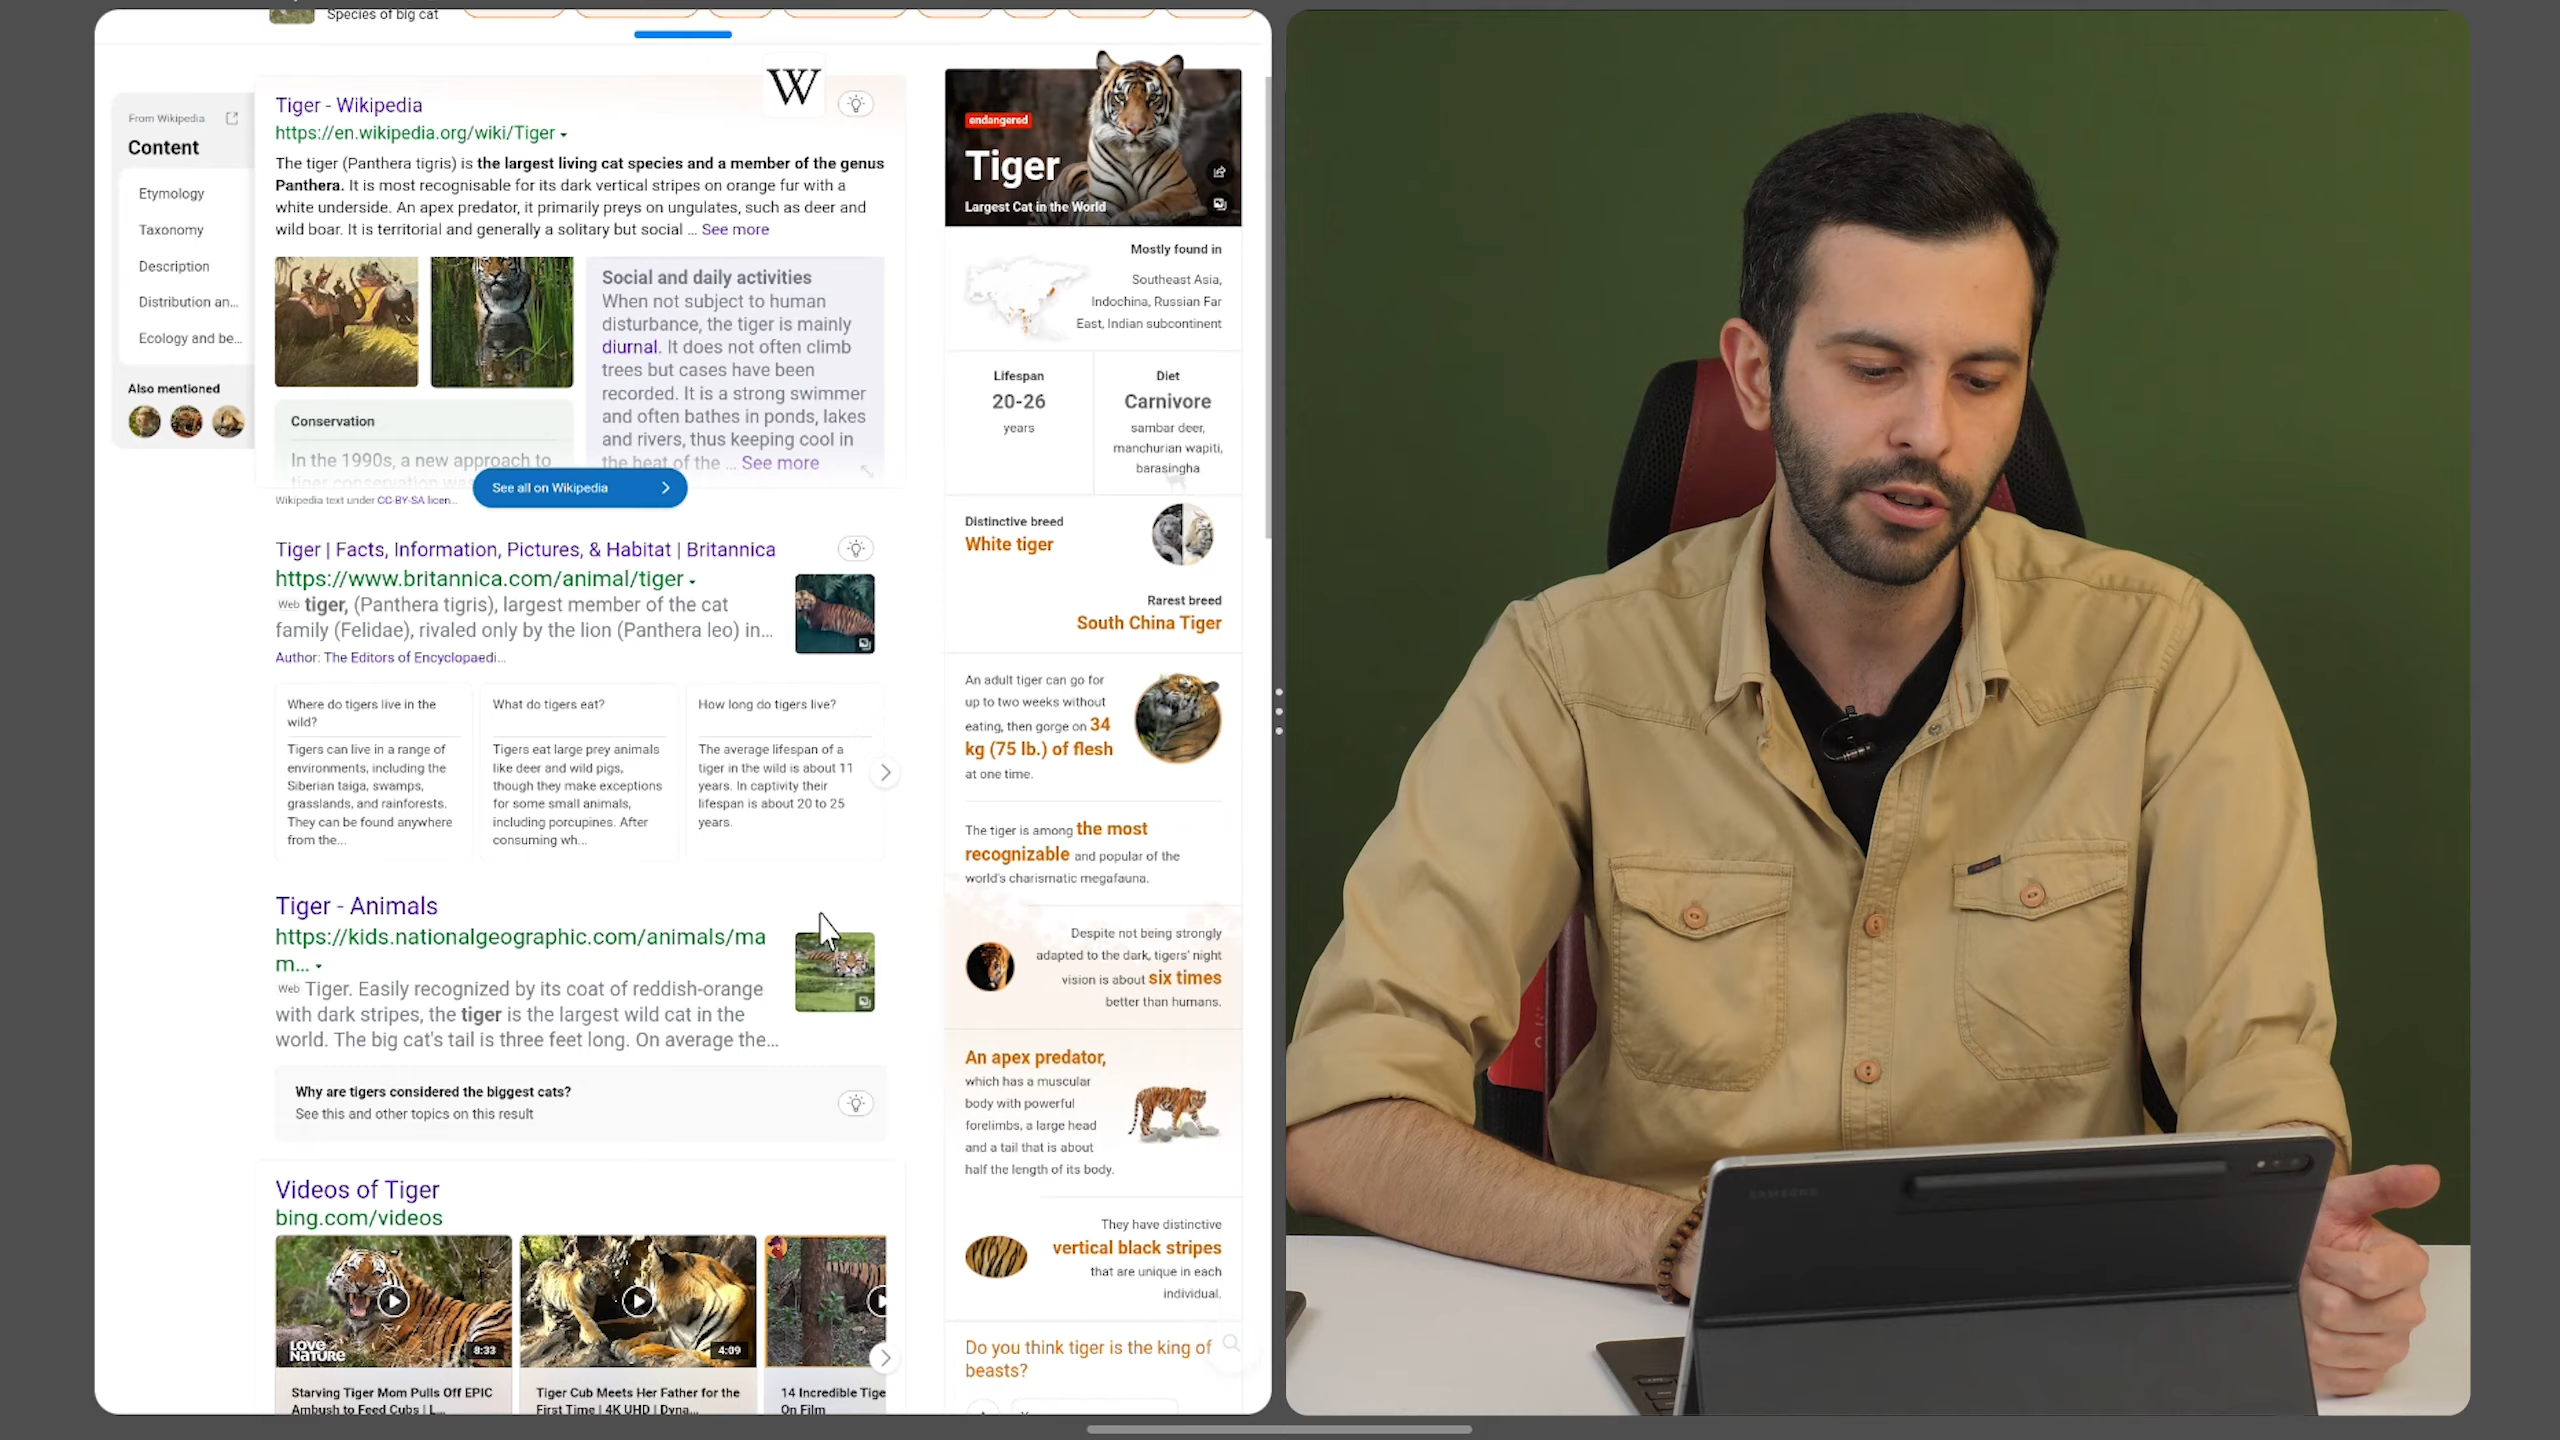 Species of big cat
From Wikipedia
Content
Etymology
Taxonomy
Description
Distribution an...
Ecology and be...
Also mentioned
W
Tiger - Wikipedia
https://en.wikipedia.org/wiki/Tiger
The tiger (Panthera tigris) is the largest living cat species and a member of the genus
Panthera. It is most recognisable for its dark vertical stripes on orange fur with a
white underside. An apex predator, it primarily preys on ungulates, such as deer and
wild boar. It is territorial and generally a solitary but social ... See more
Social and daily activities
When not subject to human
disturbance, the tiger is mainly
diurnal. It does not often climb
trees but cases have been
recorded. It is a strong swimmer
and often bathes in ponds, lakes
and rivers, thus keeping cool in
the heat of the ... See more
Conservation
In the 1990s, a new approach to
tiger conservation was
See all on Wikipedia
Wikipedia text under CC-BY-SA licen...
Tiger | Facts, Information, Pictures, & Habitat | Britannica
https://www.britannica.com/animal/tiger
Web tiger, (Panthera tigris), largest member of the cat
family (Felidae), rivaled only by the lion (Panthera leo) in...
Author: The Editors of Encyclopaedi...
Where do tigers live in the
wild?
Tigers can live in a range of
environments, including the
Siberian taiga, swamps,
grasslands, and rainforests.
They can be found anywhere
from the...
What do tigers eat?
Tigers eat large prey animals
like deer and wild pigs,
though they make exceptions
for some small animals,
including porcupines. After
consuming wh...
How long do tigers live?
The average lifespan of a
tiger in the wild is about 11
years. In captivity their
lifespan is about 20 to 25
years.
Tiger - Animals
https://kids.nationalgeographic.com/animals/ma
m...
Web Tiger. Easily recognized by its coat of reddish-orange
with dark stripes, the tiger is the largest wild cat in the
world. The big cat's tail is three feet long. On average the...
Why are tigers considered the biggest cats?
See this and other topics on this result
Videos of Tiger
bing.com/videos
LOVE
NATURE
8:33
4:09
Starving Tiger Mom Pulls Off EPIC
Ambush to Feed Cubs | L...
Tiger Cub Meets Her Father for the
First Time | 4K UHD | Dyna...
14 Incredible Tige
On Film
endangered
Tiger
Largest Cat in the World
Mostly found in
Southeast Asia,
Indochina, Russian Far
East, Indian subcontinent
Lifespan
20-26
years
Diet
Carnivore
sambar deer,
manchurian wapiti,
barasingha
Distinctive breed
White tiger
Rarest breed
South China Tiger
An adult tiger can go for
up to two weeks without
eating, then gorge on 34
kg (75 lb.) of flesh
at one time.
The tiger is among the most
recognizable and popular of the
world's charismatic megafauna.
Despite not being strongly
adapted to the dark, tigers' night
vision is about six times
better than humans.
An apex predator,
which has a muscular
body with powerful
forelimbs, a large head
and a tail that is about
half the length of its body.
They have distinctive
vertical black stripes
that are unique in each
individual.
Do you think tiger is the king of
beasts?
SAMSUNG